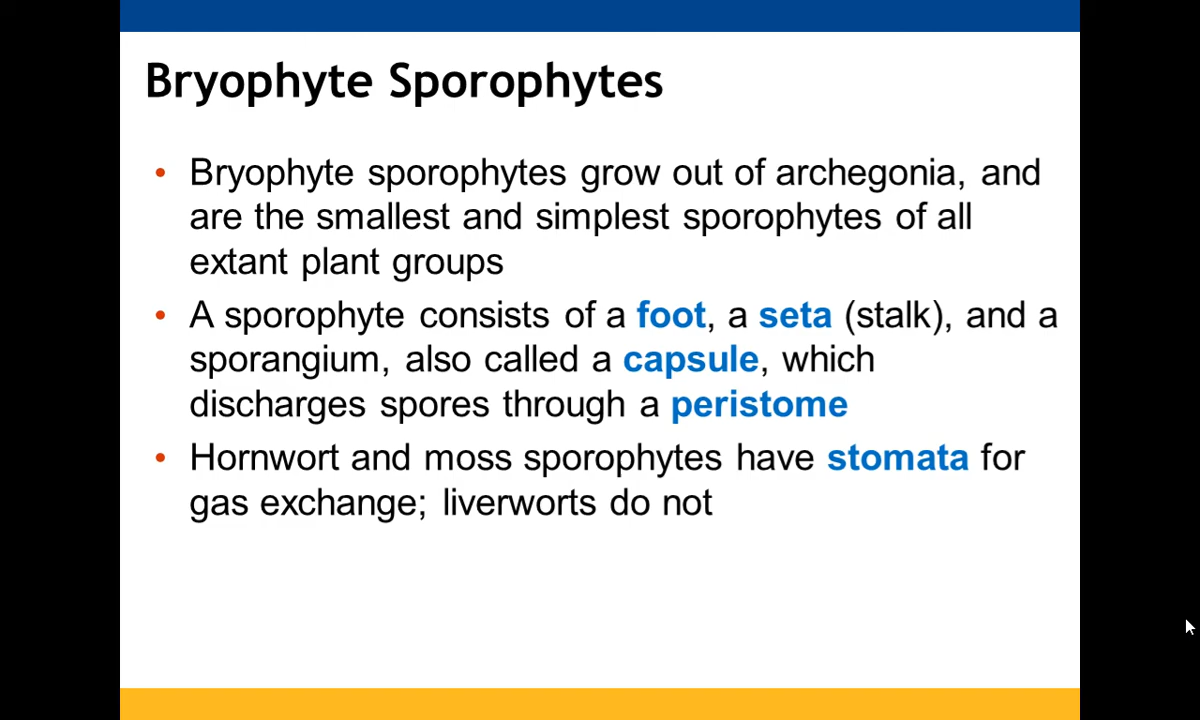 Bryophyte Sporophytes
• Bryophyte sporophytes grow out of archegonia, and
are the smallest and simplest sporophytes of all
extant plant groups
• A sporophyte consists of a foot, a seta (stalk), and a
sporangium, also called a capsule, which
discharges spores through a peristome
• Hornwort and moss sporophytes have stomata for
gas exchange; liverworts do not